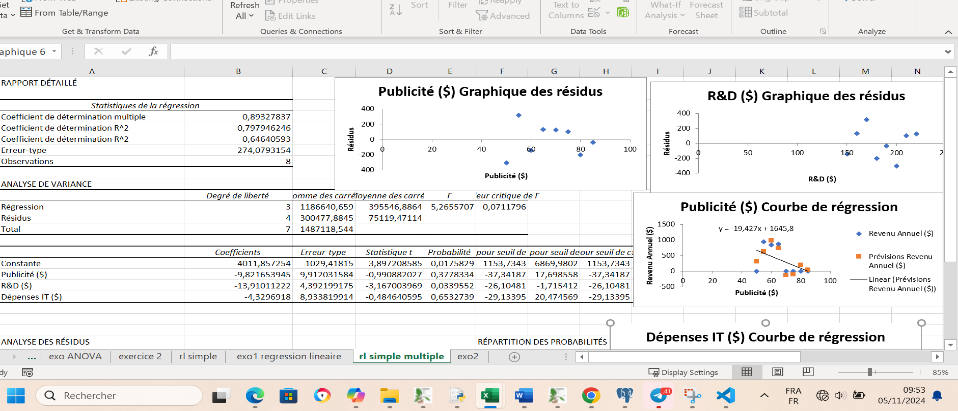 From Table/Range
Existing Connections
Refresh
All
Properties
Edit Links
Sort
Filter
Reapply
Advanced
Text to
Columns
What-If
Analysis
Forecast
Sheet
Subtotal
Get & Transform Data
Queries & Connections
Sort & Filter
Data Tools
Forecast
Outline
Analyze
aphique 6
fx
A B C D E F G H I J K L M N
RAPPORT DÉTAILLÉ
Statistiques de la régression
Coefficient de détermination multiple 0,89327837
Coefficient de détermination R^2 0,797946246
Coefficient de détermination R^2 0,64640593
Erreur-type 274,0793154
Observations 8
ANALYSE DE VARIANCE
Degré de liberté omme des carré oyenne des carré F eur critique de F
Régression 3 1186640,659 395546,8864 5,2655707 0,0711796
Résidus 4 300477,8845 75119,47114
Total 7 1487118,544
Coefficients Erreur-type Statistique t Probabilité pour seuil de pour seuil de pour seuil de
Constante 4011,857254 1029,41815 3,897208585 0,0175829 1153,7343 6869,9802 1153,7343
Publicité ($) -9,821653945 9,912031584 -0,990882027 0,3778334 -37,34187 17,698558 -37,34187
R&D ($) -13,91011222 4,392199175 -3,167003969 0,0339552 -26,10481 -1,715412 -26,10481
Dépenses IT ($) -4,3296918 8,933819914 -0,484640595 0,6532739 -29,13395 20,474569 -29,13395
ANALYSE DES RÉSIDUS
RÉPARTITION DES PROBABILITÉS
Publicité ($) Graphique des résidus
Résidus
400
200
0
200
400
0 20 40 60 80 100
Publicité ($)
R&D ($) Graphique des résidus
Résidus
400
200
0
-200
-400
0 50 100 150 200 2
R&D ($)
Publicité ($) Courbe de régression
Revenu Annuel ($)
1500
1000
500
0
-500
y = -19,427x + 1645,8
0 20 40 60 80 100
Publicité ($)
Revenu Annuel ($)
Prévisions Revenu
Annuel ($)
Linear (Prévisions
Revenu Annuel ($))
Dépenses IT ($) Courbe de régression
... exo ANOVA exercice 2 rl simple exo1 regression lineaire rl simple multiple exo2
dy
Display Settings
85%
Rechercher
41
FRA
FR
09:53
05/11/2024